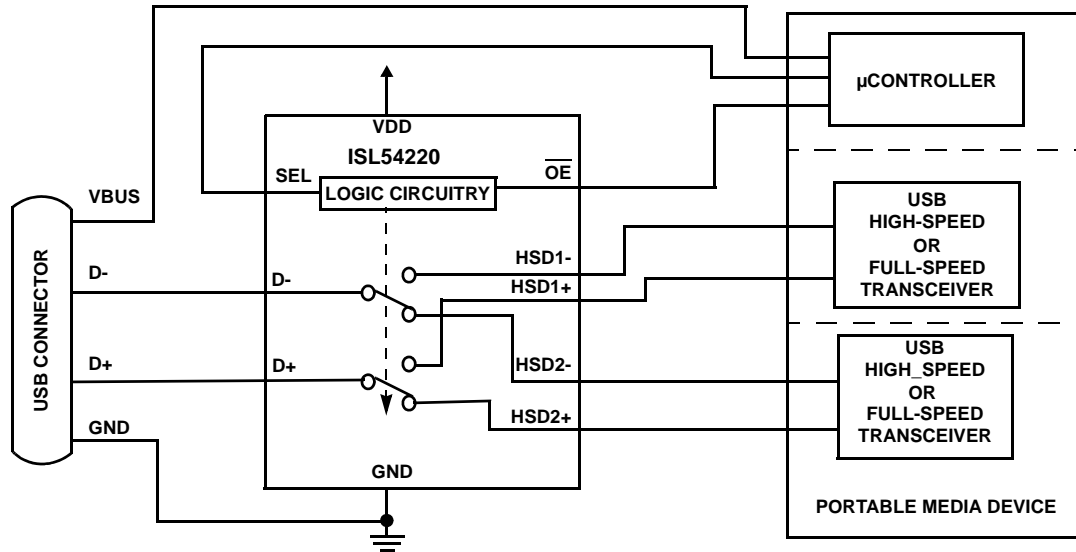 µCONTROLLER
VDD
ISL54220
SEL
LOGIC CIRCUITRY
OE
VBUS
USB CONNECTOR
D-
D-
D+
D+
GND
GND
HSD1-
HSD1+
HSD2-
HSD2+
USB
HIGH-SPEED
OR
FULL-SPEED
TRANSCEIVER
USB
HIGH_SPEED
OR
FULL-SPEED
TRANSCEIVER
PORTABLE MEDIA DEVICE